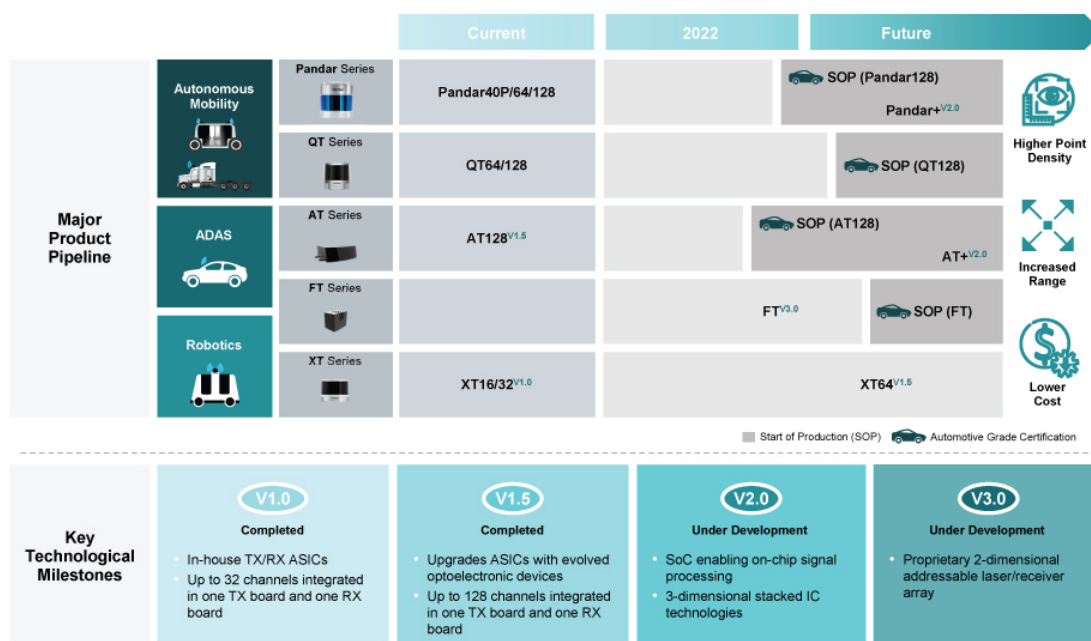 Current
2022
Future
Major
Product
Pipeline
Autonomous
Mobility
ADAS
Robotics
Pandar Series
Pandar40P/64/128
SOP (Pandar128)
Pandar+V2.0
QT Series
QT64/128
SOP (QT128)
AT Series
AT128V1.5
SOP (AT128)
AT+V2.0
FT Series
FTV3.0
SOP (FT)
XT Series
XT16/32V1.0
XT64V1.5
Higher Point
Density
Increased
Range
Lower
Cost
Start of Production (SOP)
Automotive Grade Certification
Key
Technological
Milestones
V1.0
Completed
• In-house TX/RX ASICs
• Up to 32 channels integrated
in one TX board and one RX
board
V1.5
Completed
• Upgrades ASICs with evolved
optoelectronic devices
• Up to 128 channels integrated
in one TX board and one RX
board
V2.0
Under Development
• SoC enabling on-chip signal
processing
• 3-dimensional stacked IC
technologies
V3.0
Under Development
• Proprietary 2-dimensional
addressable laser/receiver
array